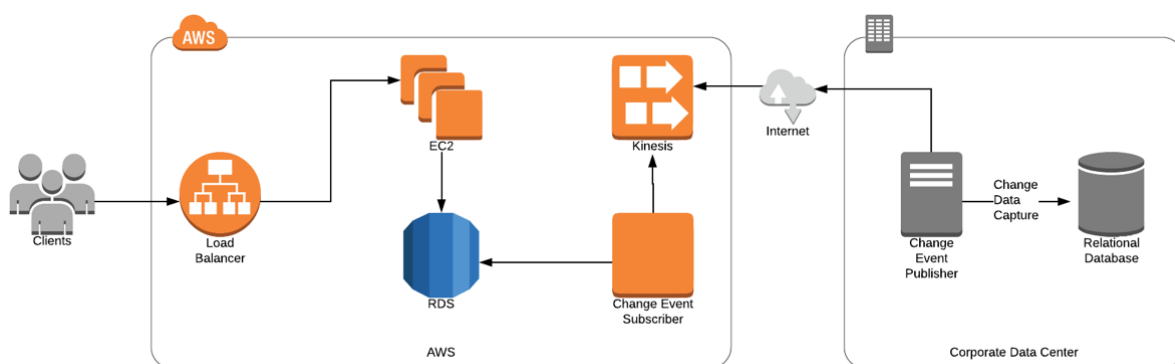 AWS
Clients
Load
Balancer
EC2
RDS
Kinesis
Change Event
Subscriber
AWS
Internet
Change
Event
Publisher
Change
Data
Capture
Relational
Database
Corporate Data Center